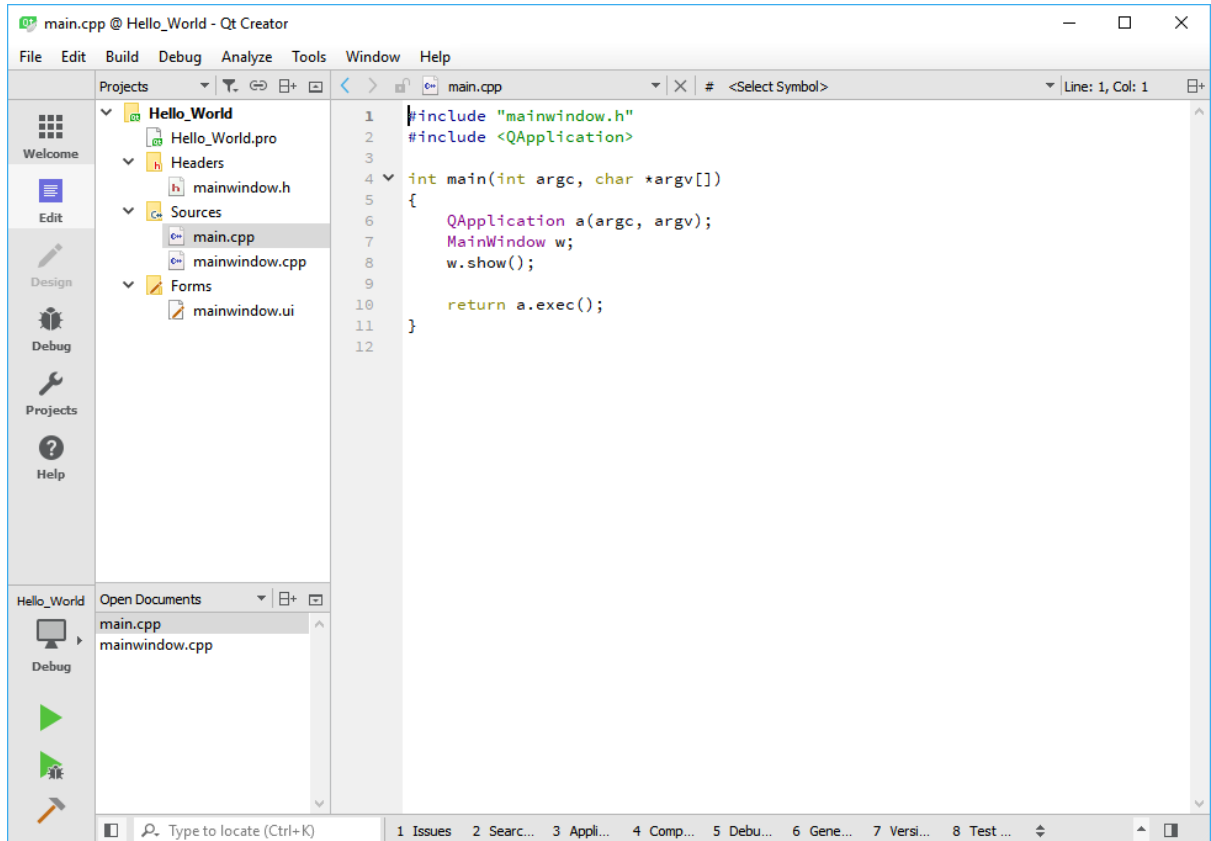 main.cpp @ Hello_World - Qt Creator
File Edit Build Debug Analyze Tools Window Help
Projects
main.cpp
# <Select Symbol>
Line: 1, Col: 1
Welcome
Edit
Design
Debug
Projects
Help
Hello_World
Hello_World.pro
Headers
mainwindow.h
Sources
main.cpp
mainwindow.cpp
Forms
mainwindow.ui
1 #include "mainwindow.h"
2 #include <QApplication>
3
4 int main(int argc, char *argv[])
5 {
6     QApplication a(argc, argv);
7     MainWindow w;
8     w.show();
9
10     return a.exec();
11 }
12
Hello_World
Debug
Open Documents
main.cpp
mainwindow.cpp
Type to locate (Ctrl+K)
1 Issues 2 Searc... 3 Appli... 4 Comp... 5 Debu... 6 Gene... 7 Versi... 8 Test ...